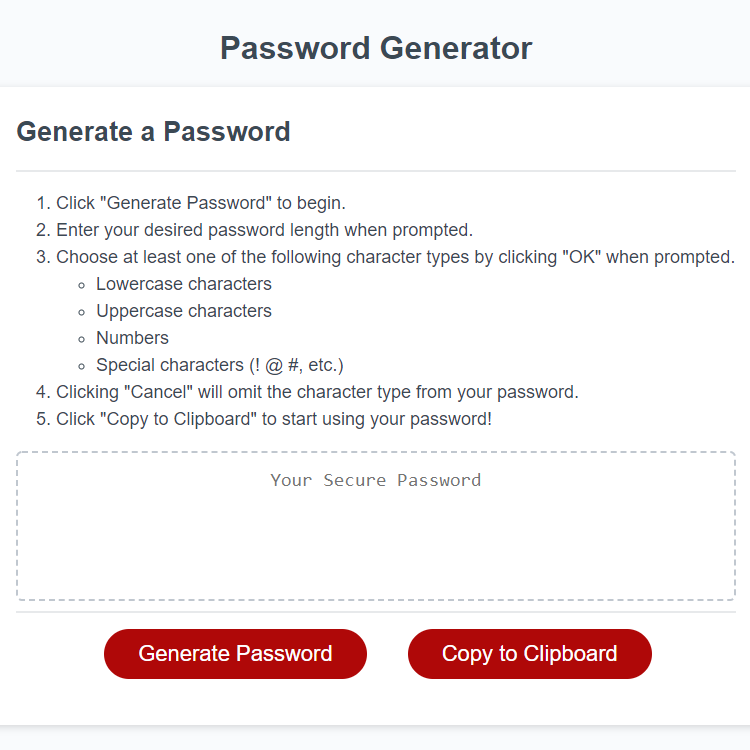 Password Generator
Generate a Password
1. Click "Generate Password" to begin.
2. Enter your desired password length when prompted.
3. Choose at least one of the following character types by clicking "OK" when prompted.
◦ Lowercase characters
◦ Uppercase characters
◦ Numbers
◦ Special characters (! @ #, etc.)
4. Clicking "Cancel" will omit the character type from your password.
5. Click "Copy to Clipboard" to start using your password!
Your Secure Password
Generate Password Copy to Clipboard